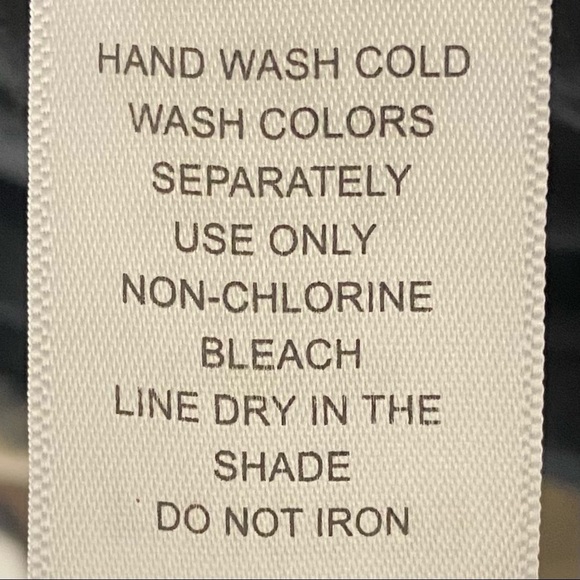 HAND WASH COLD
WASH COLORS
SEPARATELY
USE ONLY
NON-CHLORINE
BLEACH
LINE DRY IN THE
SHADE
DO NOT IRON